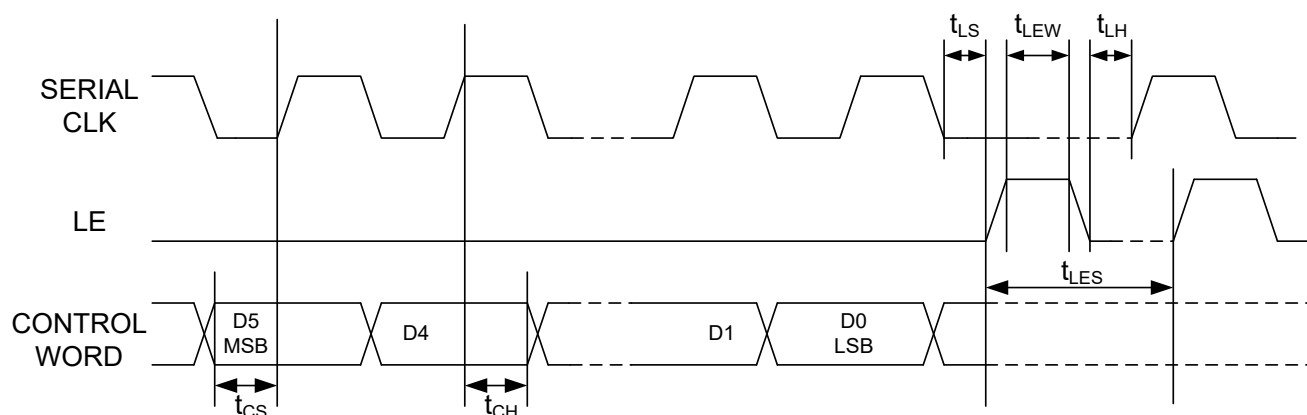 tLS
tLEW
tLH
SERIAL
CLK
LE
tLES
CONTROL
WORD
D5
MSB
D4
D1
D0
LSB
tCS
tCH